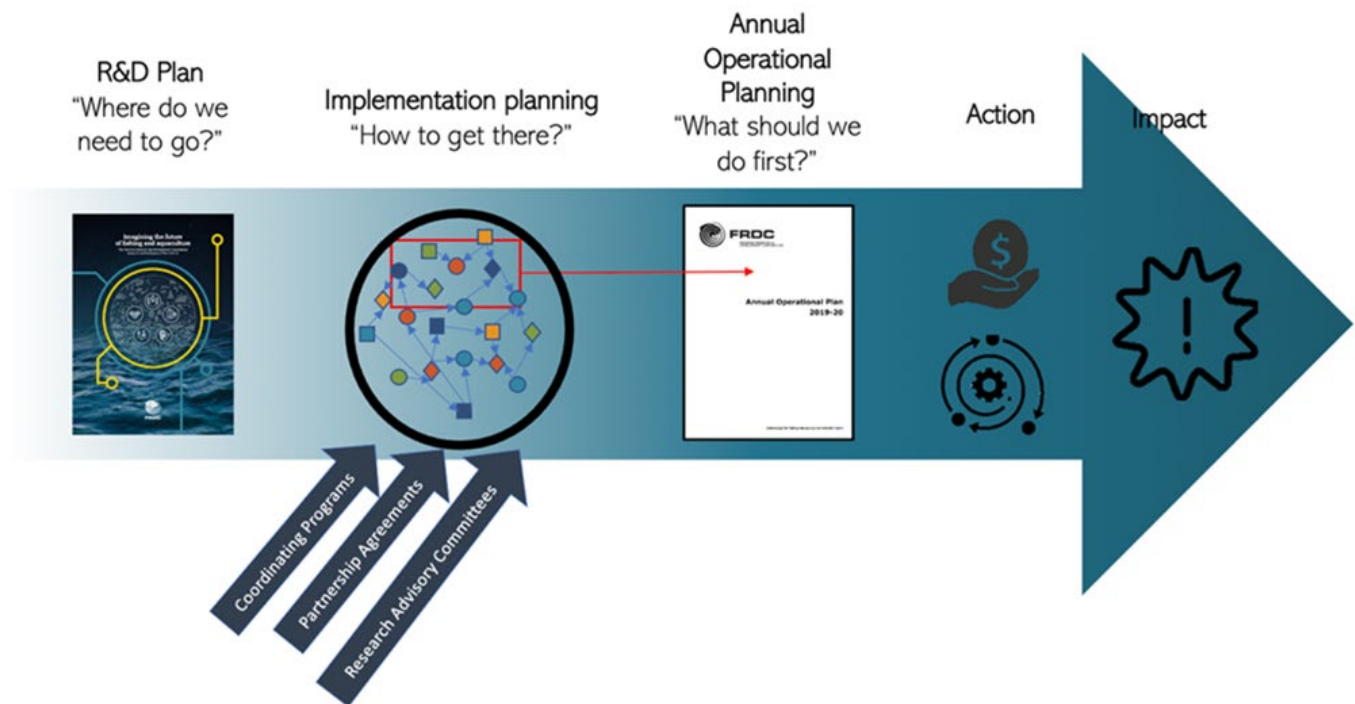 R&D Plan
“Where do we
need to go?”
Implementation planning
“How to get there?”
Annual
Operational
Planning
“What should we
do first?”
Action
Impact
Imagining the future
of fishing and aquaculture
FRDC
FRDC
Annual Operational Plan
2019–20
Coordinating Programs
Partnership Agreements
Research Advisory Committees